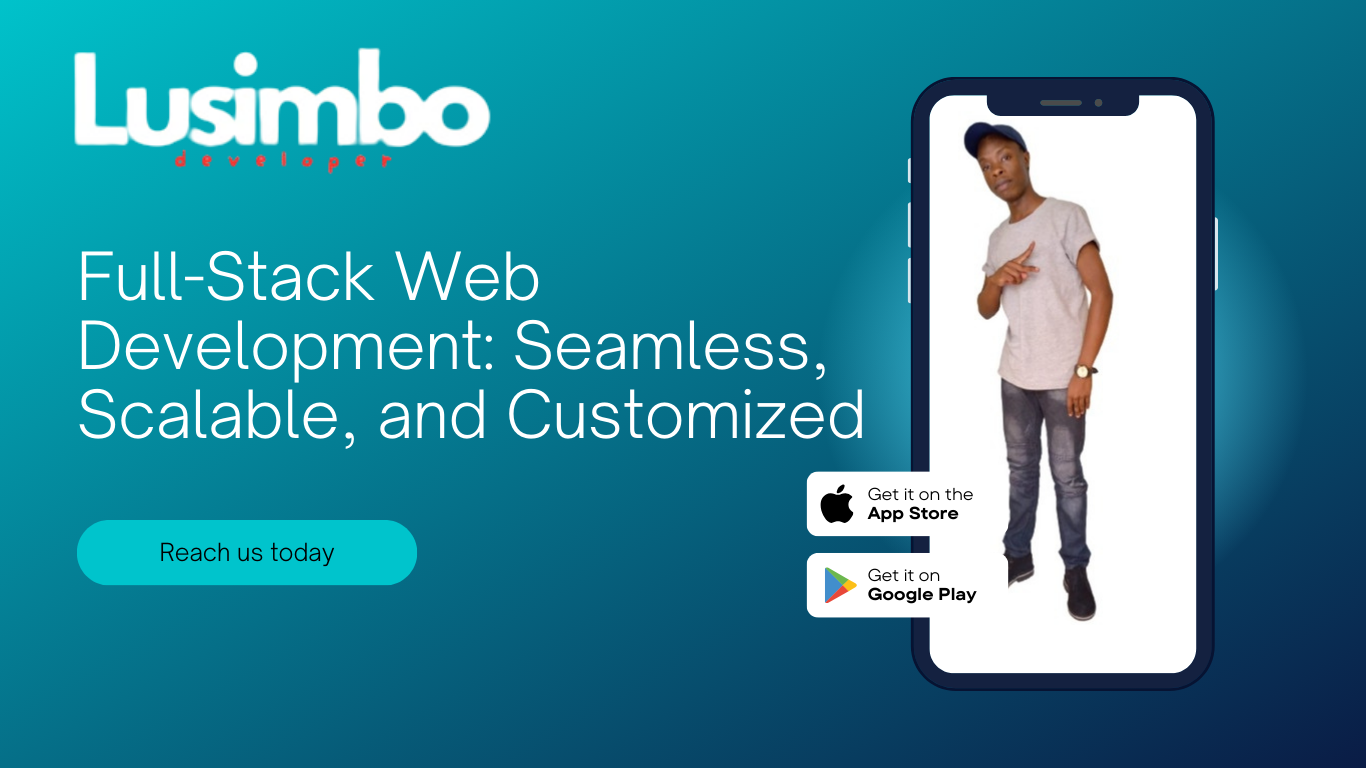 Lusimbo
developer
Full-Stack Web
Development: Seamless,
Scalable, and Customized
Reach us today
Get it on the
App Store
Get it on
Google Play